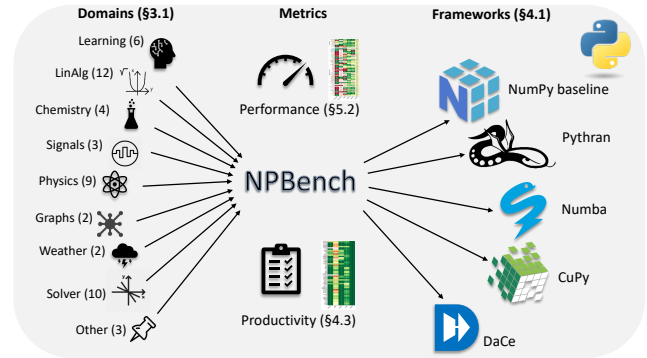 Domains (§3.1)
Metrics
Frameworks (§4.1)
Learning (6)
LinAlg (12)
Chemistry (4)
Signals (3)
Physics (9)
Graphs (2)
Weather (2)
Solver (10)
Other (3)
Performance (§5.2)
NPBench
Productivity (§4.3)
NumPy baseline
Pythran
Numba
CuPy
DaCe